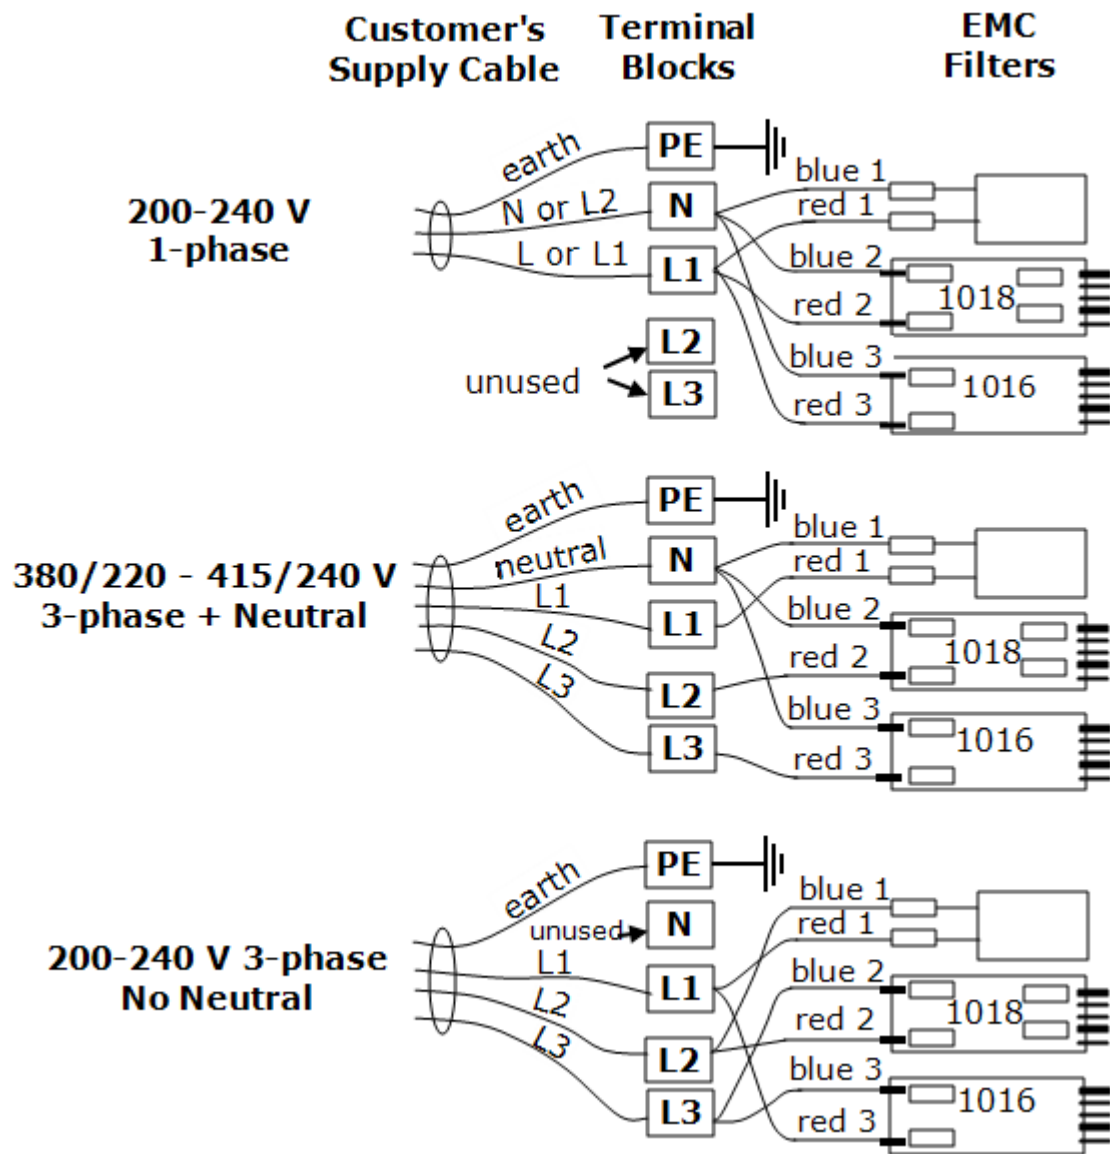 Customer's
Supply Cable
Terminal
Blocks
EMC
Filters
200-240 V
1-phase
earth
N or L2
L or L1
PE
N
L1
L2
L3
unused
blue 1
red 1
blue 2
red 2
blue 3
red 3
1018
1016
380/220 - 415/240 V
3-phase + Neutral
earth
neutral
L1
L2
L3
PE
N
L1
L2
L3
blue 1
red 1
blue 2
red 2
blue 3
red 3
1018
1016
200-240 V 3-phase
No Neutral
earth
unused
L1
L2
L3
PE
N
L1
L2
L3
blue 1
red 1
blue 2
red 2
blue 3
red 3
1018
1016